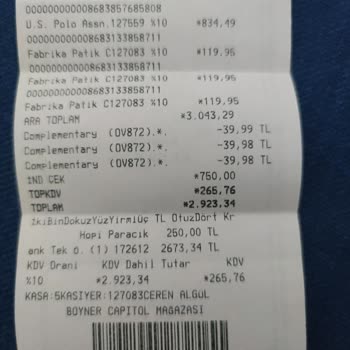 0000000000008683857685808
U.S. Polo Assn.127559 %10 *834,49
0000000000008683133858711
Fabrika Patik C127083 %10 *119,95
0000000000008683133858711
Fabrika Patik C127083 %10 *119,95
0000000000008683133858711
Fabrika Patik C127083 %10 *119,95
ARA TOPLAM *3.043,29
Complementary (OV872).*. -39,99 TL
Complementary (OV872).*. -39,98 TL
Complementary (OV872).*. -39,98 TL
İND ÇEK *750,00
TOPKDV *265,76
TOPLAM *2.923,34
İkiBinDokuzYüzYirmiÜç TL OtuzDört Kr
Hopi Paracık 250,00 TL
ank Tek ö. (1) 172612 2673,34 TL
KDV Oranı KDV Dahil Tutar KDV
%10 *2.923,34 *265,76
KASA:5KASİYER:127083CEREN ALGÜL
BOYNER CAPITOL MAĞAZASI